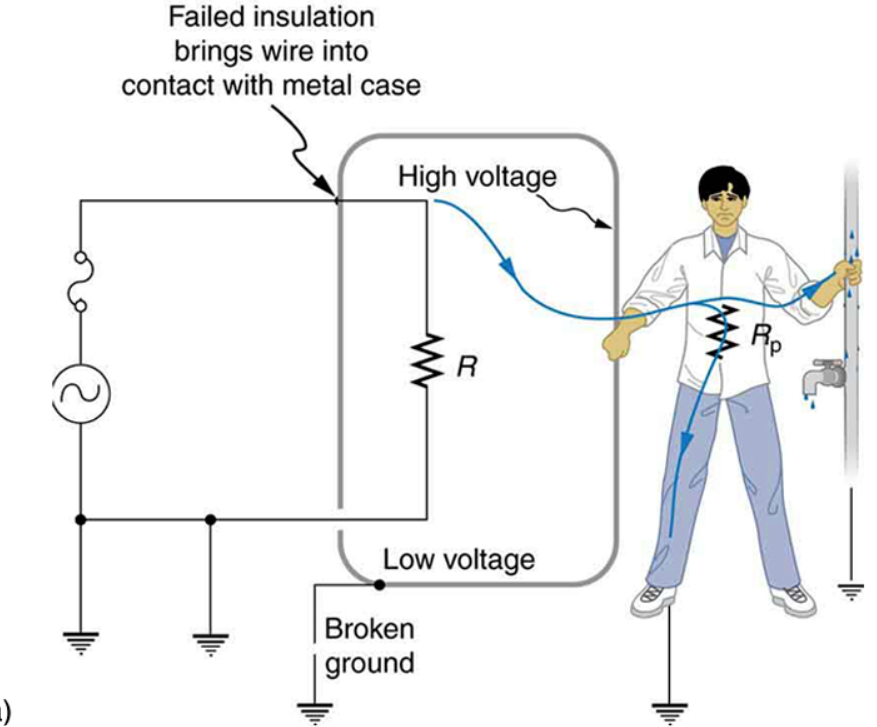 Failed insulation
brings wire into
contact with metal case
High voltage
R
Rp
Low voltage
Broken
ground